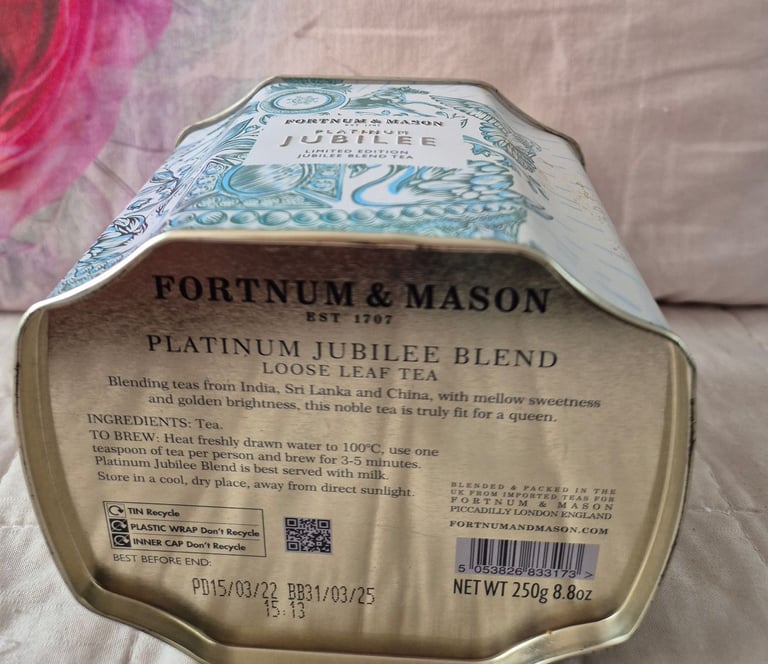 FORTNUM & MASON
EST 1707
PLATINUM
JUBILEE
LIMITED EDITION
JUBILEE BLEND TEA
FORTNUM & MASON
EST 1707
PLATINUM JUBILEE BLEND
LOOSE LEAF TEA
Blending teas from India, Sri Lanka and China, with mellow sweetness
and golden brightness, this noble tea is truly fit for a queen.
INGREDIENTS: Tea.
TO BREW: Heat freshly drawn water to 100°C, use one
teaspoon of tea per person and brew for 3-5 minutes.
Platinum Jubilee Blend is best served with milk.
Store in a cool, dry place, away from direct sunlight.
TIN Recycle
PLASTIC WRAP Don't Recycle
INNER CAP Don't Recycle
BEST BEFORE END:
PD15/03/22 BB31/03/25
15:13
BLENDED & PACKED IN THE
UK FROM IMPORTED TEAS FOR
FORTNUM & MASON
PICCADILLY LONDON ENGLAND
FORTNUMANDMASON.COM
5 053826 833173 >
NET WT 250g 8.8oz